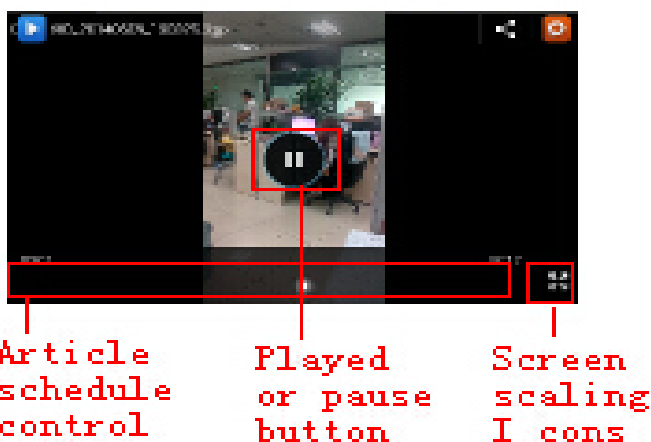 Article
schedule
control
Played
or pause
button
Screen
scaling
I cons